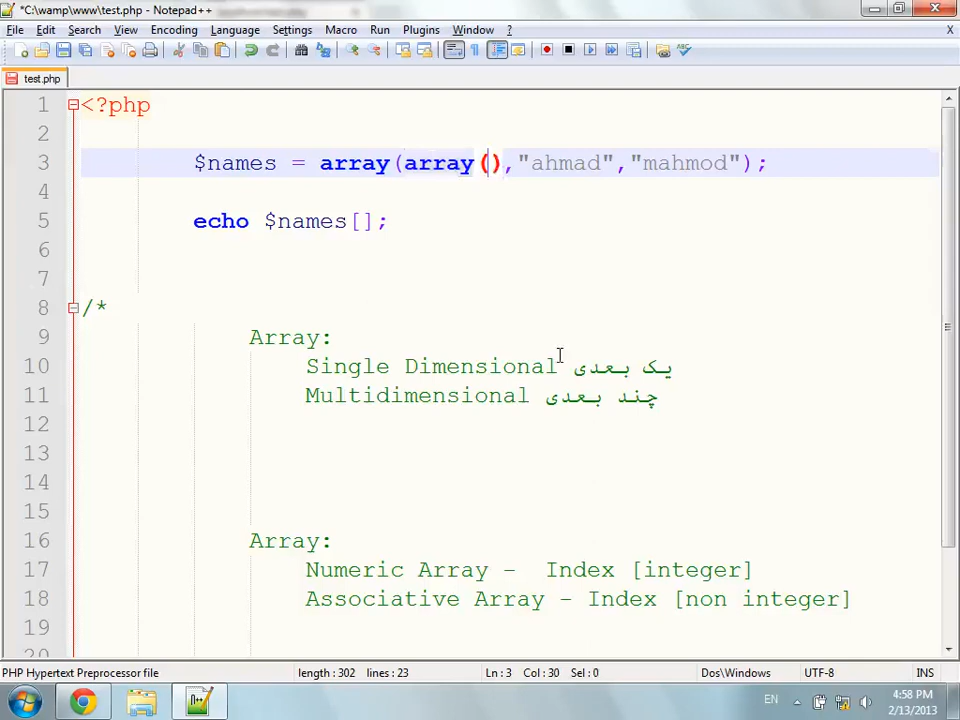 *C:\wamp\www\test.php - Notepad++
File Edit Search View Encoding Language Settings Macro Run Plugins Window ? X
test.php
1 <?php
2
3 $names = array(array(),"ahmad","mahmod");
4
5 echo $names[];
6
7
8 /*
9 Array:
10 Single Dimensional یک بعدی
11 Multidimensional چند بعدی
12
13
14
15
16 Array:
17 Numeric Array - Index [integer]
18 Associative Array - Index [non integer]
19
20
PHP Hypertext Preprocessor file length : 302 lines : 23 Ln : 3 Col : 30 Sel : 0 Dos\Windows UTF-8 INS
EN 4:58 PM
2/13/2013